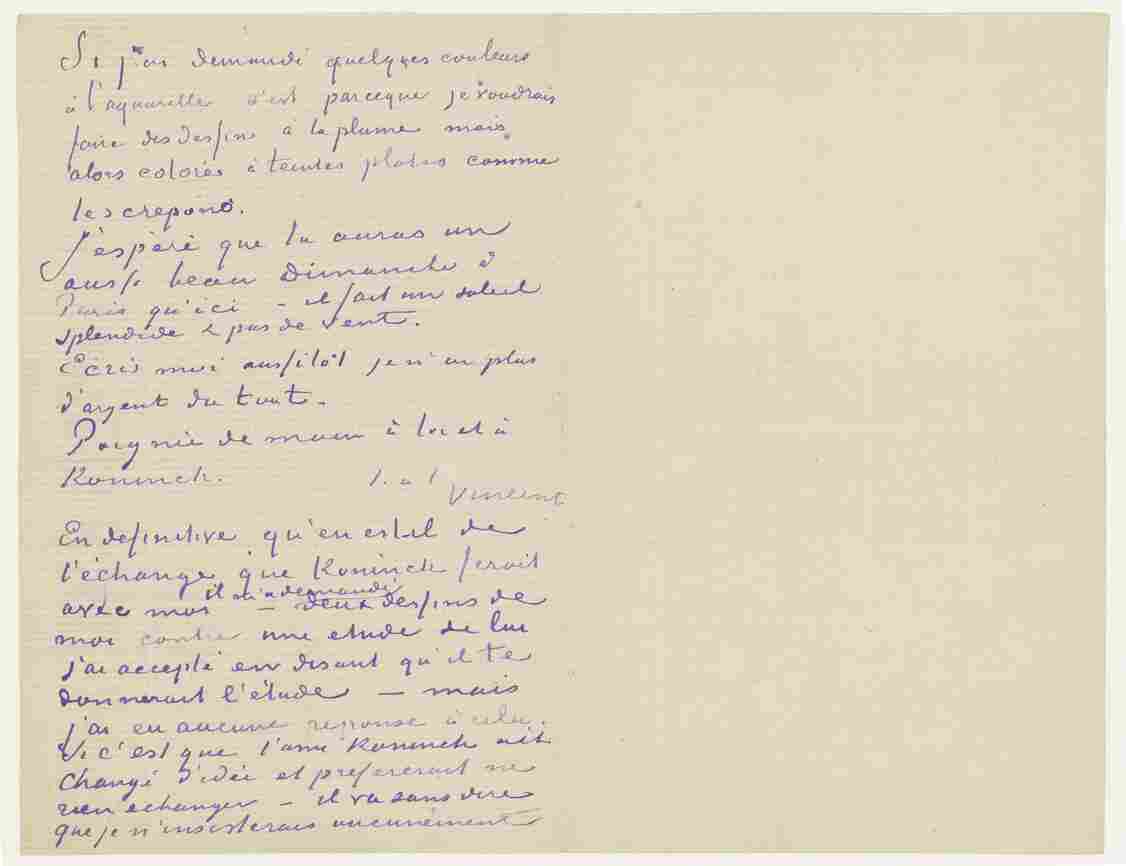 Si j'ai demandé quelques couleurs
à l'aquarelle c'est parceque je voudrais
faire des dessins à la plume mais
alors colorés à teintes plates comme
les crepons.
J'espère que tu auras un
aussi beau Dimanche à
Paris qu'ici – il fait un soleil
splendide & pas de vent.
Ecris moi aussitôt je n'ai plus
d'argent du tout –
Poignée de main à toi et à
Koninck. t. à t.
Vincent
En definitive qu'en est il de
l'échange que Koninck ferait
il m'a demandé
avec moi – deux dessins de
moi contre une etude de lui
j'ai accepté en disant qu'il te
donnerait l'étude – mais
j'ai eu aucune reponse à cela.
Si c'est que l'ami Koninck ait
changé d'idée et prefererait ne
rien echanger – il va sans dire
que je n'insisterais aucunement